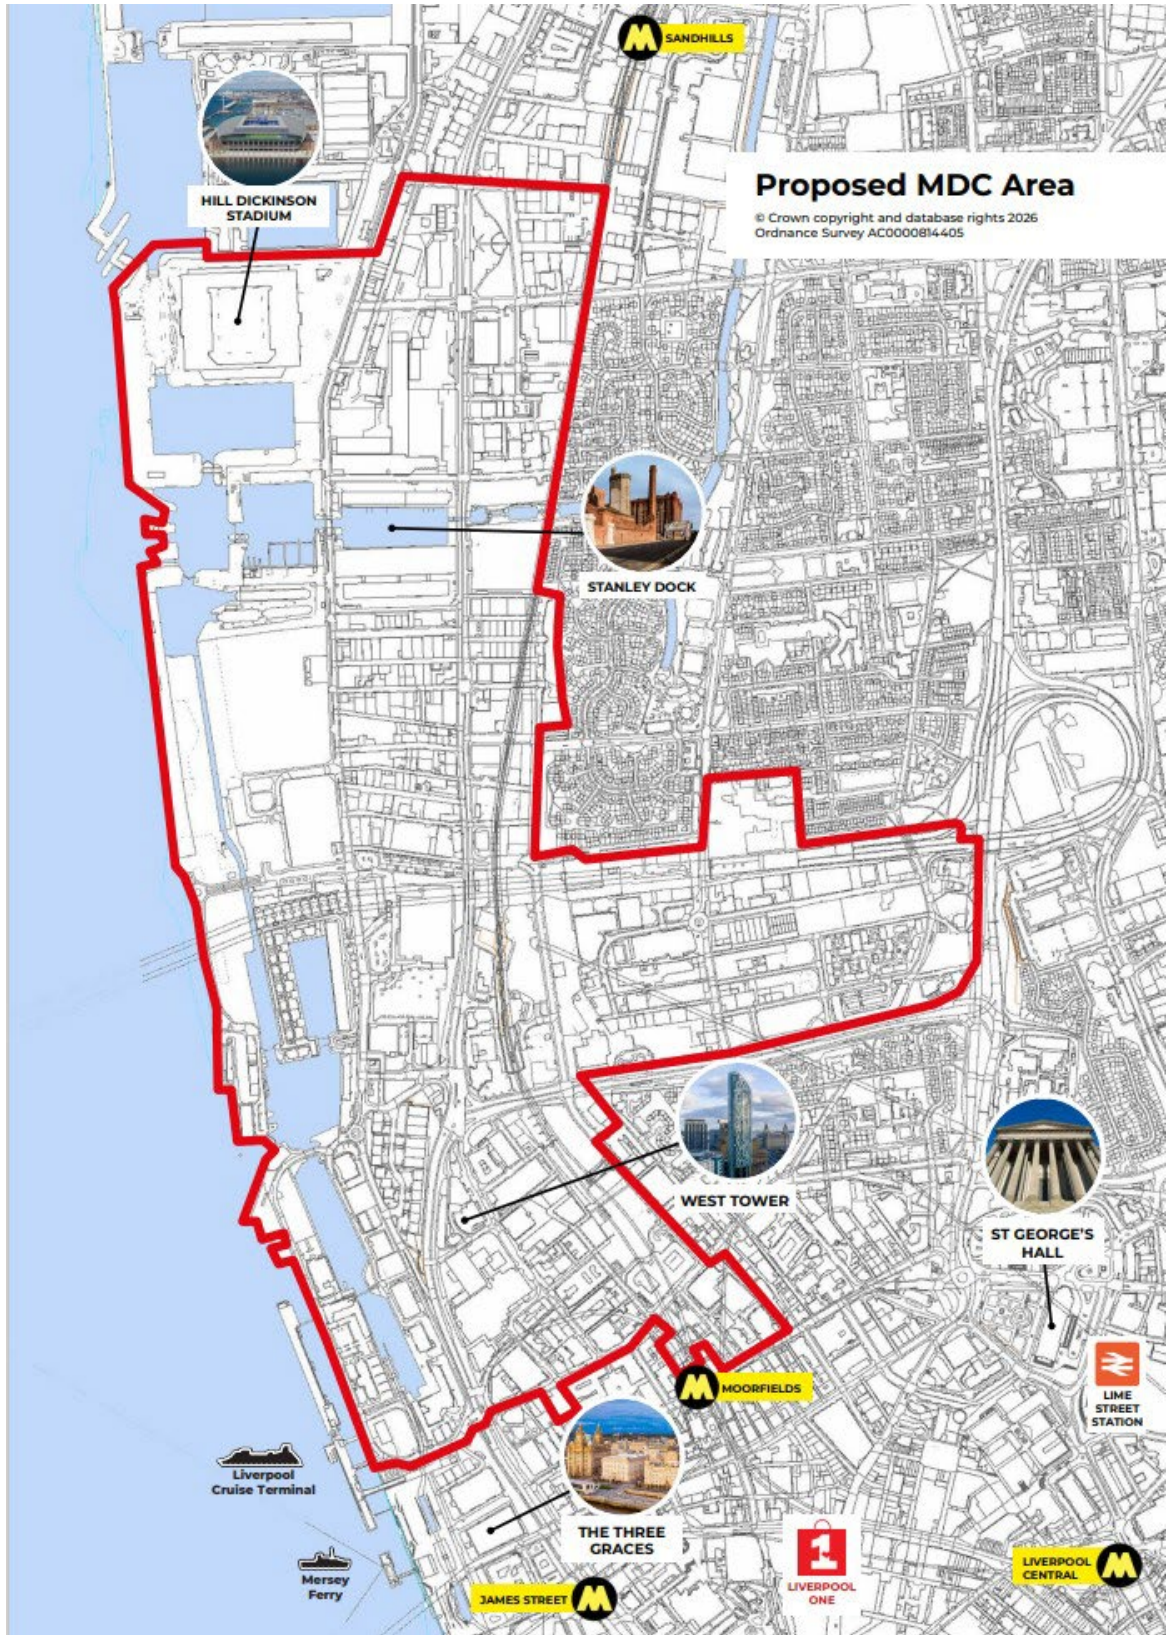 SANDHILLS
HILL DICKINSON
STADIUM
Proposed MDC Area
© Crown copyright and database rights 2026
Ordnance Survey AC0000814405
STANLEY DOCK
WEST TOWER
ST GEORGE'S
HALL
MOORFIELDS
LIME
STREET
STATION
Liverpool
Cruise Terminal
THE THREE
GRACES
Mersey
Ferry
JAMES STREET
1
LIVERPOOL
ONE
LIVERPOOL
CENTRAL